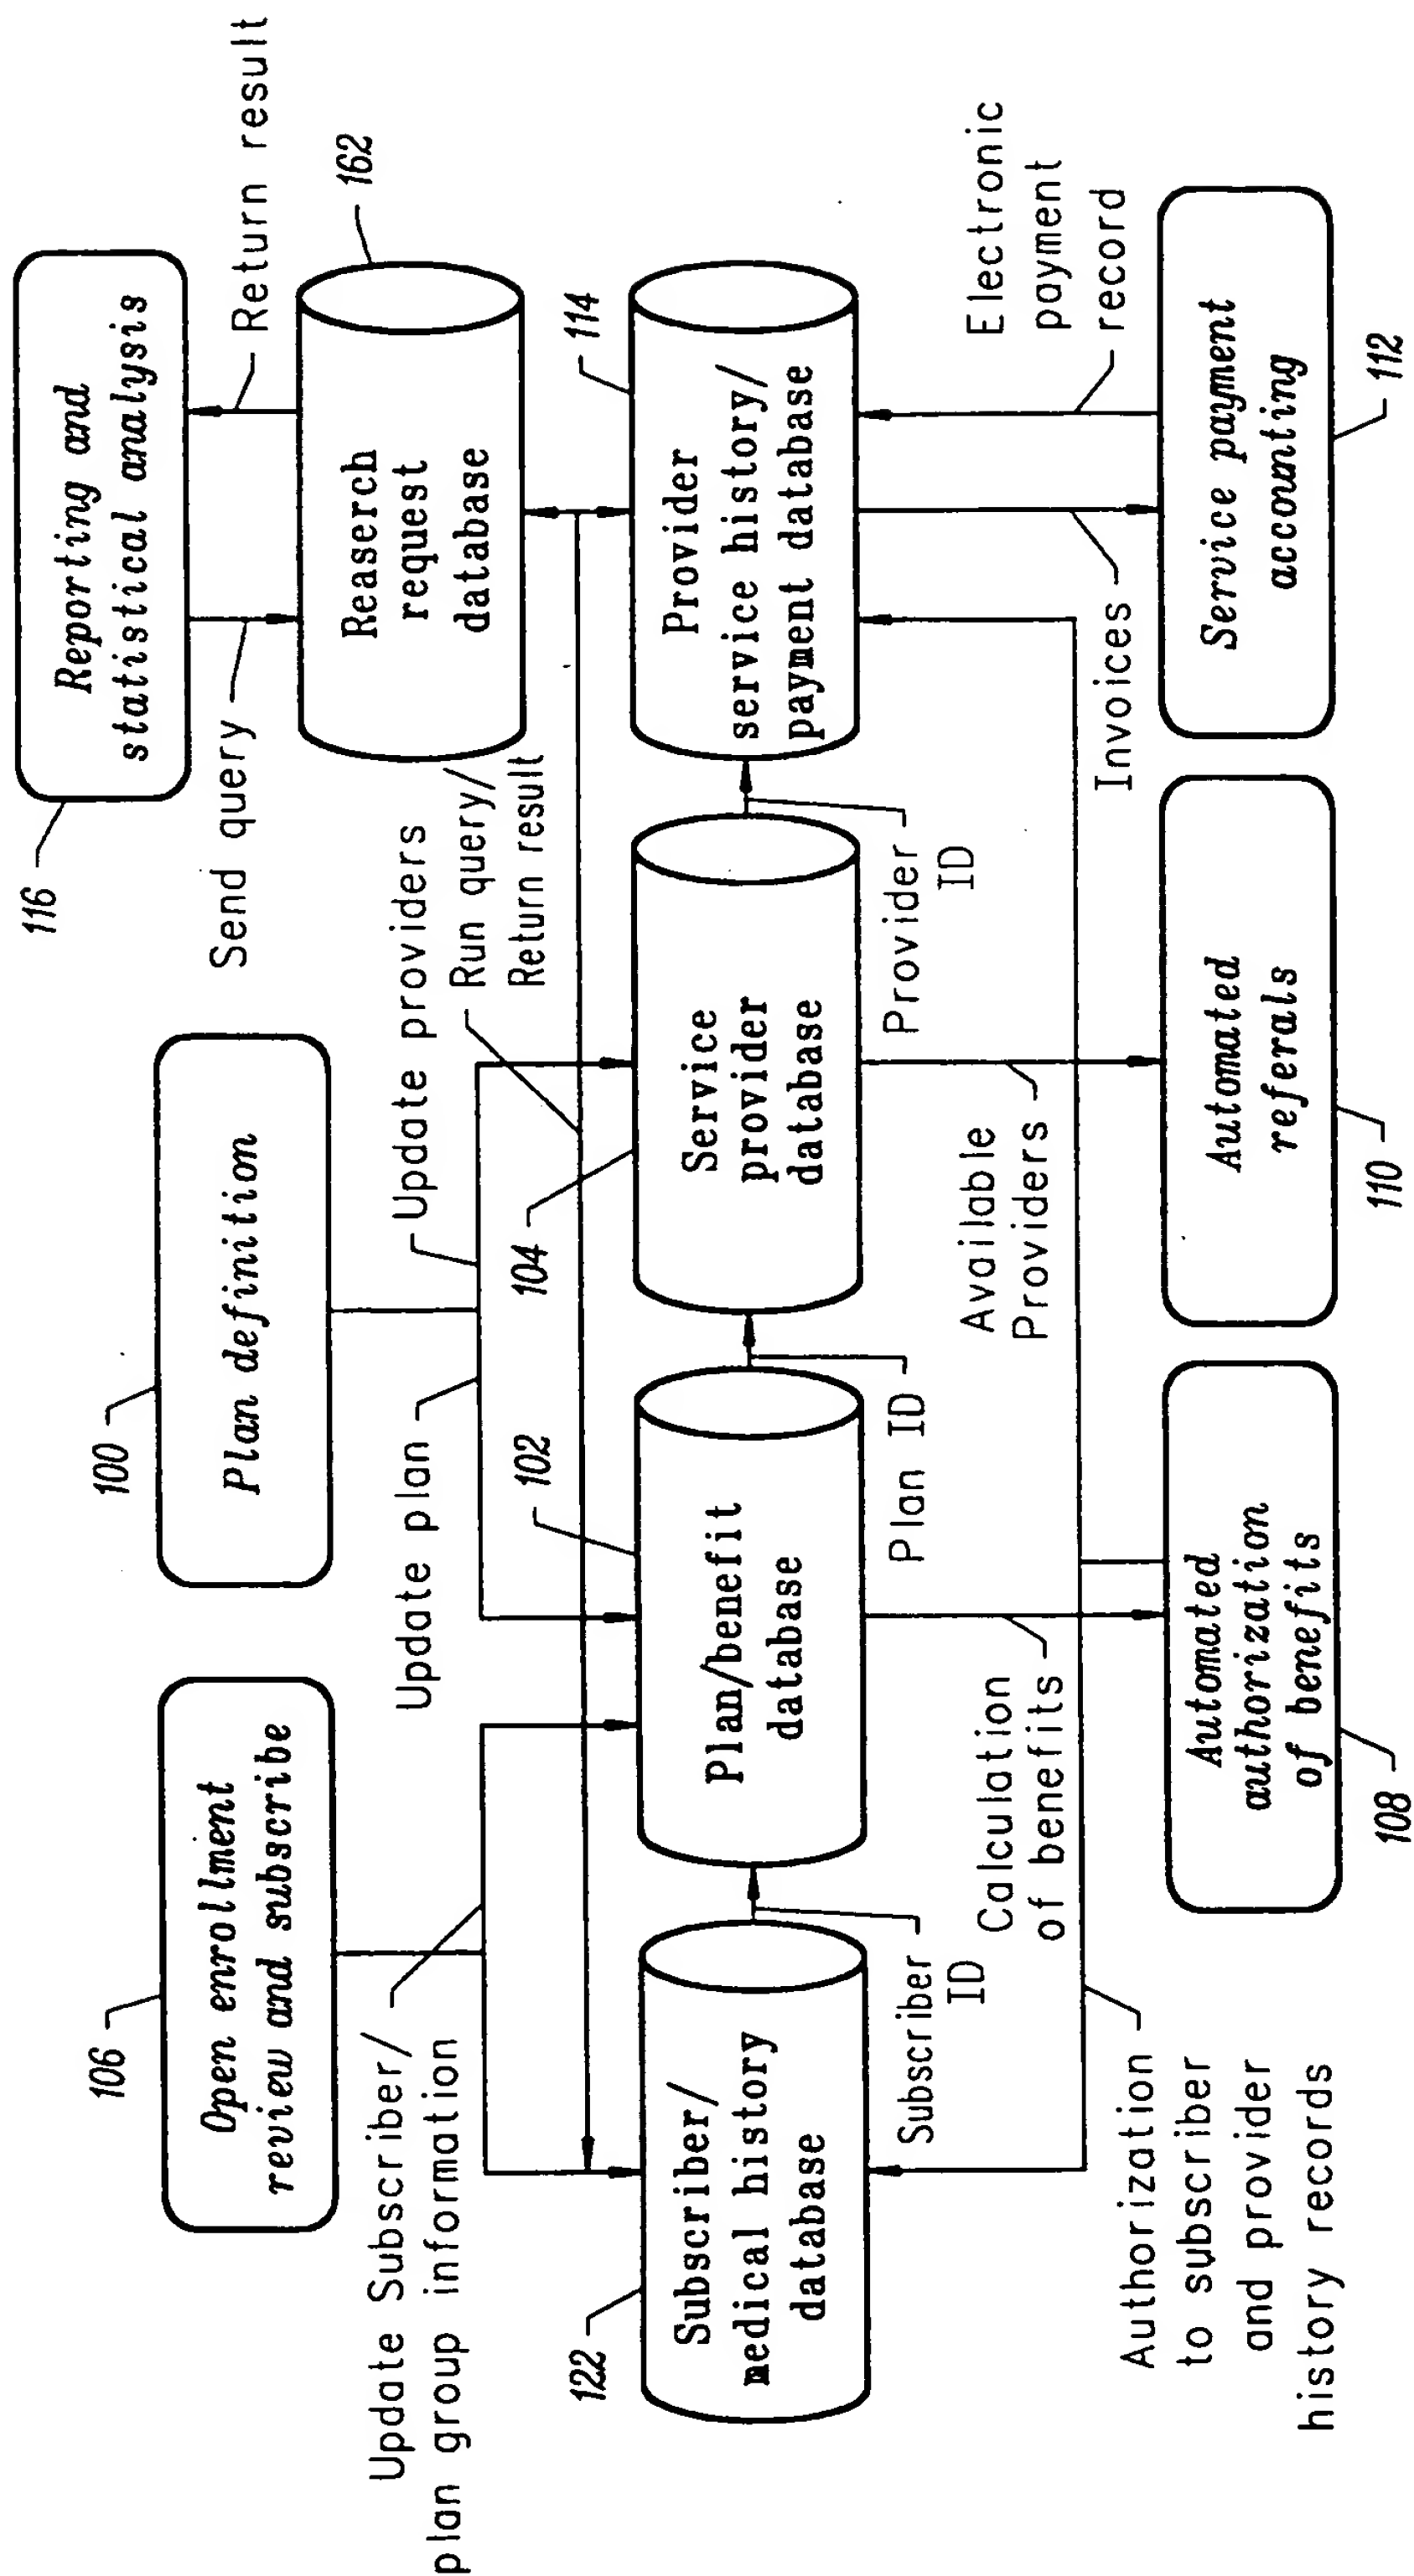 106
Open enrollment
review and subscribe
100
Plan definition
116
Reporting and
statistical analysis
Update Subscriber/
plan group information
Update plan
Update providers
Send query
Return result
Run query/
Return result
162
Reaserch
request
database
122
Subscriber/
medical history
database
102
Plan/benefit
database
104
Service
provider
database
114
Provider
service history/
payment database
Subscriber
ID
Plan ID
Provider
ID
Calculation
of benefits
Available
Providers
Invoices
Electronic
payment
record
Authorization
to subscriber
and provider
history records
Automated
authorization
of benefits
108
Automated
referals
110
Service payment
accounting
112